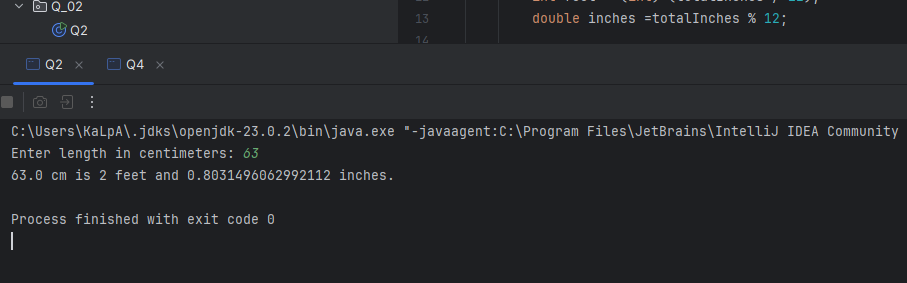 Q_02
Q2
13 double inches =totalInches % 12;
14
Q2 Q4
C:\Users\KaLpA\.jdks\openjdk-23.0.2\bin\java.exe "-javaagent:C:\Program Files\JetBrains\IntelliJ IDEA Community
Enter length in centimeters: 63
63.0 cm is 2 feet and 0.8031496062992112 inches.
Process finished with exit code 0